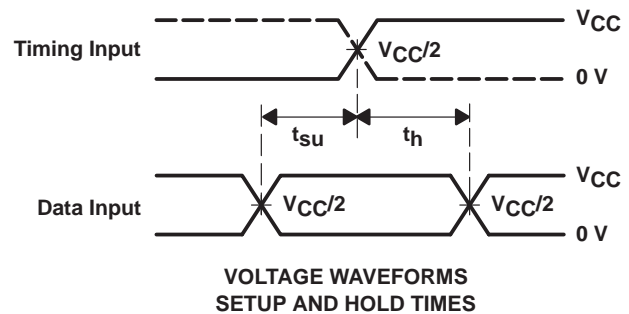 Timing Input
VCC
VCC/2
0 V
tsu
th
Data Input
VCC
VCC/2
VCC/2
0 V
VOLTAGE WAVEFORMS
SETUP AND HOLD TIMES